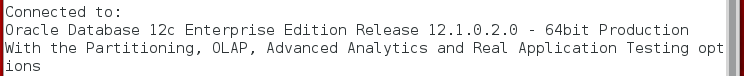 Connected to:
Oracle Database 12c Enterprise Edition Release 12.1.0.2.0 - 64bit Production
With the Partitioning, OLAP, Advanced Analytics and Real Application Testing opt
ions